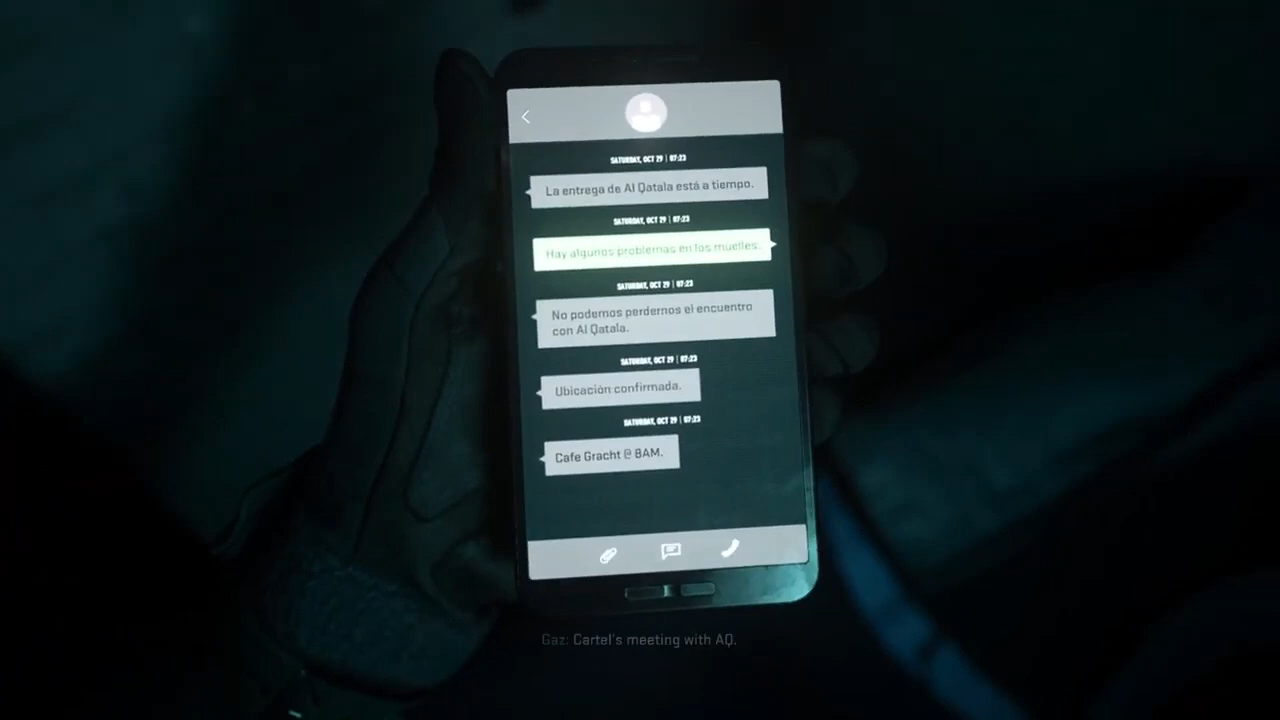 SATURDAY, OCT 29 | 07:23
La entrega de Al Qatala está a tiempo.
SATURDAY, OCT 29 | 07:23
Hay algunos problemas en los muelles.
SATURDAY, OCT 29 | 07:23
No podemos perdernos el encuentro
con Al Qatala.
SATURDAY, OCT 29 | 07:23
Ubicación confirmada.
SATURDAY, OCT 29 | 07:23
Cafe Gracht @ 8AM.
Gaz: Cartel's meeting with AQ.